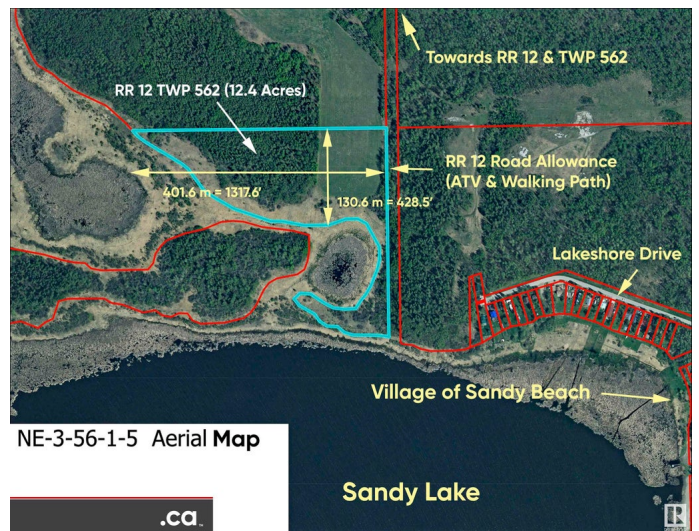 Towards RR 12 & TWP 562
RR 12 TWP 562 (12.4 Acres)
RR 12 Road Allowance
(ATV & Walking Path)
401.6 m = 1317.6'
130.6 m = 428.5'
Lakeshore Drive
Village of Sandy Beach
NE-3-56-1-5 Aerial Map
Sandy Lake
.ca
R